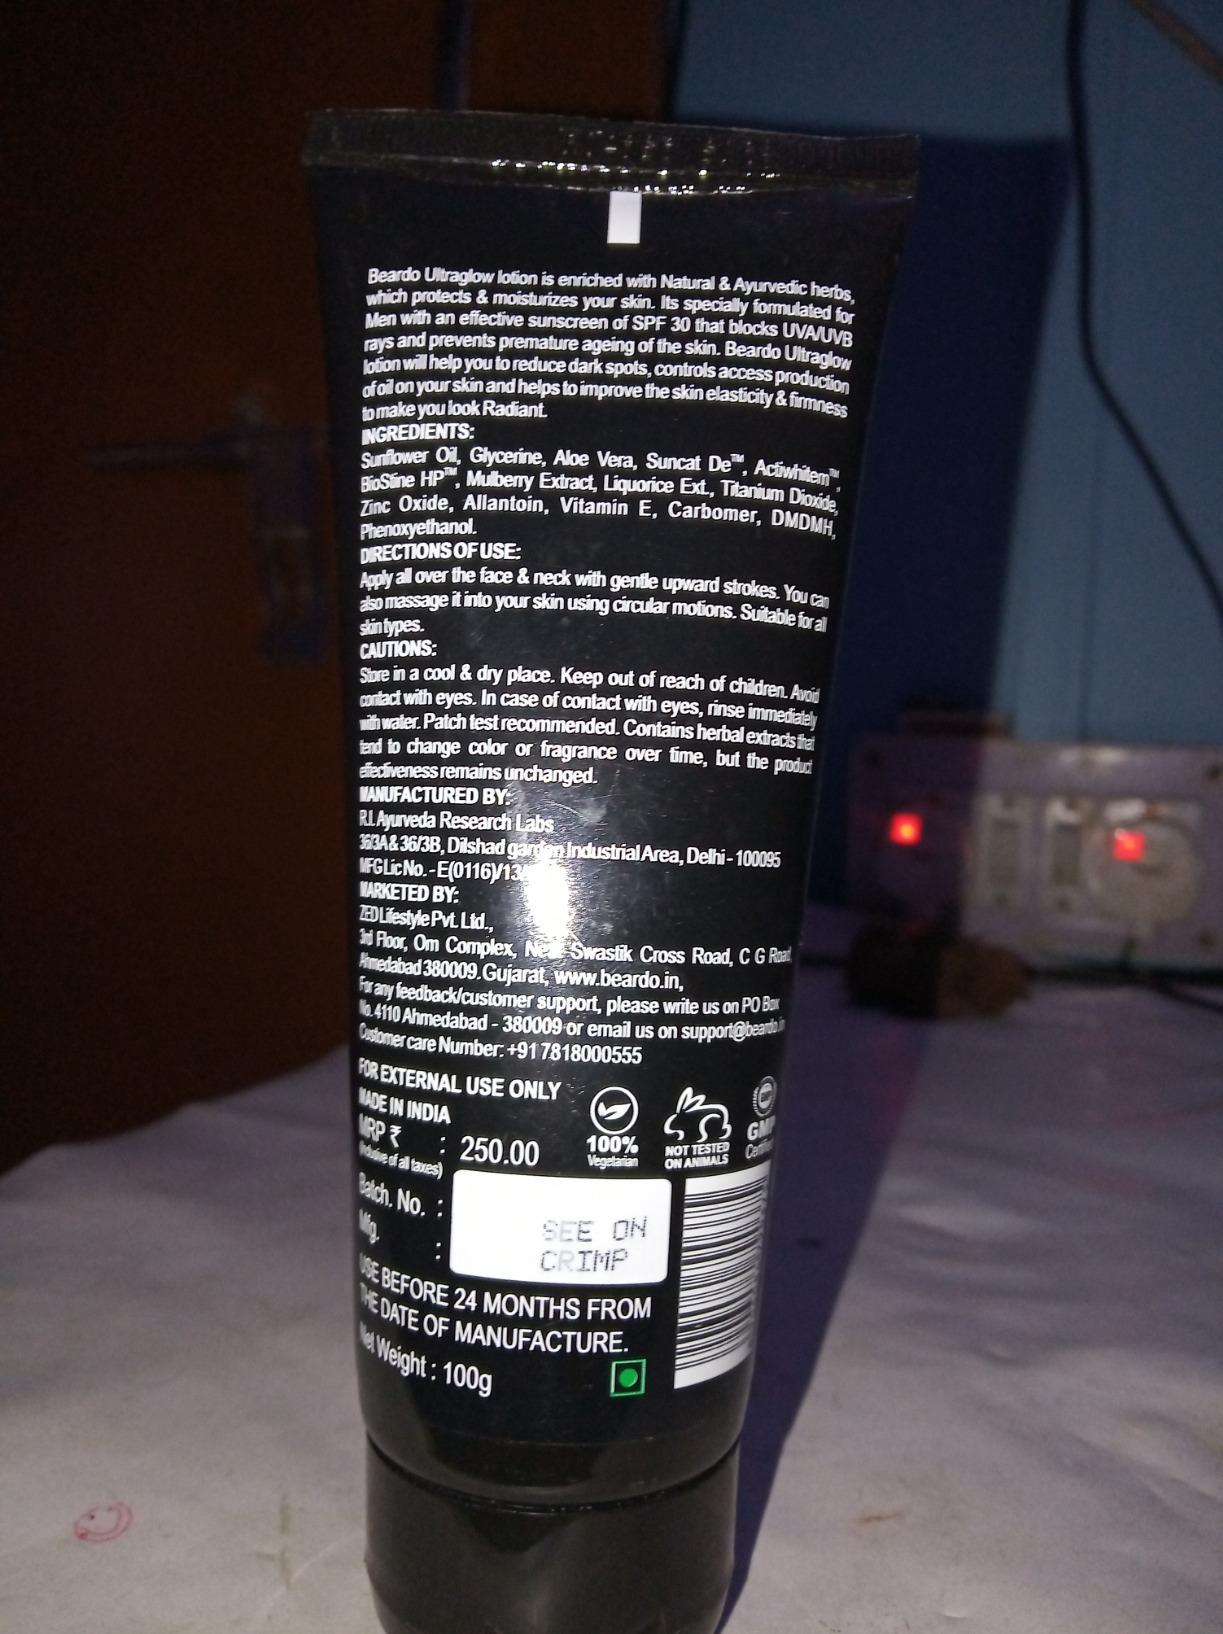 Beardo Ultraglow lotion is enriched with Natural & Ayurvedic herbs,
which protects & moisturizes your skin. Its specially formulated for
Men with an effective sunscreen of SPF 30 that blocks UVA/UVB
rays and prevents premature ageing of the skin. Beardo Ultraglow
lotion will help you to reduce dark spots, controls access production
of oil on your skin and helps to improve the skin elasticity & firmness
to make you look Radiant.
INGREDIENTS:
Sunflower Oil, Glycerine, Aloe Vera, Suncat De™, Actiwhitem™,
BioStine HP™, Mulberry Extract, Liquorice Ext., Titanium Dioxide,
Zinc Oxide, Allantoin, Vitamin E, Carbomer, DMDMH,
Phenoxyethanol.
DIRECTIONS OF USE:
Apply all over the face & neck with gentle upward strokes. You can
also massage it into your skin using circular motions. Suitable for all
skin types.
CAUTIONS:
Store in a cool & dry place. Keep out of reach of children. Avoid
contact with eyes. In case of contact with eyes, rinse immediately
with water. Patch test recommended. Contains herbal extracts that
tend to change color or fragrance over time, but the product
effectiveness remains unchanged.
MANUFACTURED BY:
R.I. Ayurveda Research Labs
36/3A & 36/3B, Dilshad garden Industrial Area, Delhi - 100095
MFG Lic No. -
MARKETED BY:
ZED Lifestyle Pvt. Ltd.,
3rd Floor, Om Complex, Near Swastik Cross Road, C G Road,
Ahmedabad 380009. Gujarat, www.beardo.in,
For any feedback/customer support, please write us on PO Box
No. 4110 Ahmedabad - 380009 or email us on support@beardo.in
Customer care Number: +91 7818000555
FOR EXTERNAL USE ONLY
MADE IN INDIA
MRP ₹ : 250.00
(Inclusive of all taxes)
100%
Vegetarian
NOT TESTED
ON ANIMALS
GMP
Certified
Batch. No. :
Mfg. :
SEE ON
CRIMP
USE BEFORE 24 MONTHS FROM
THE DATE OF MANUFACTURE.
Net Weight : 100g